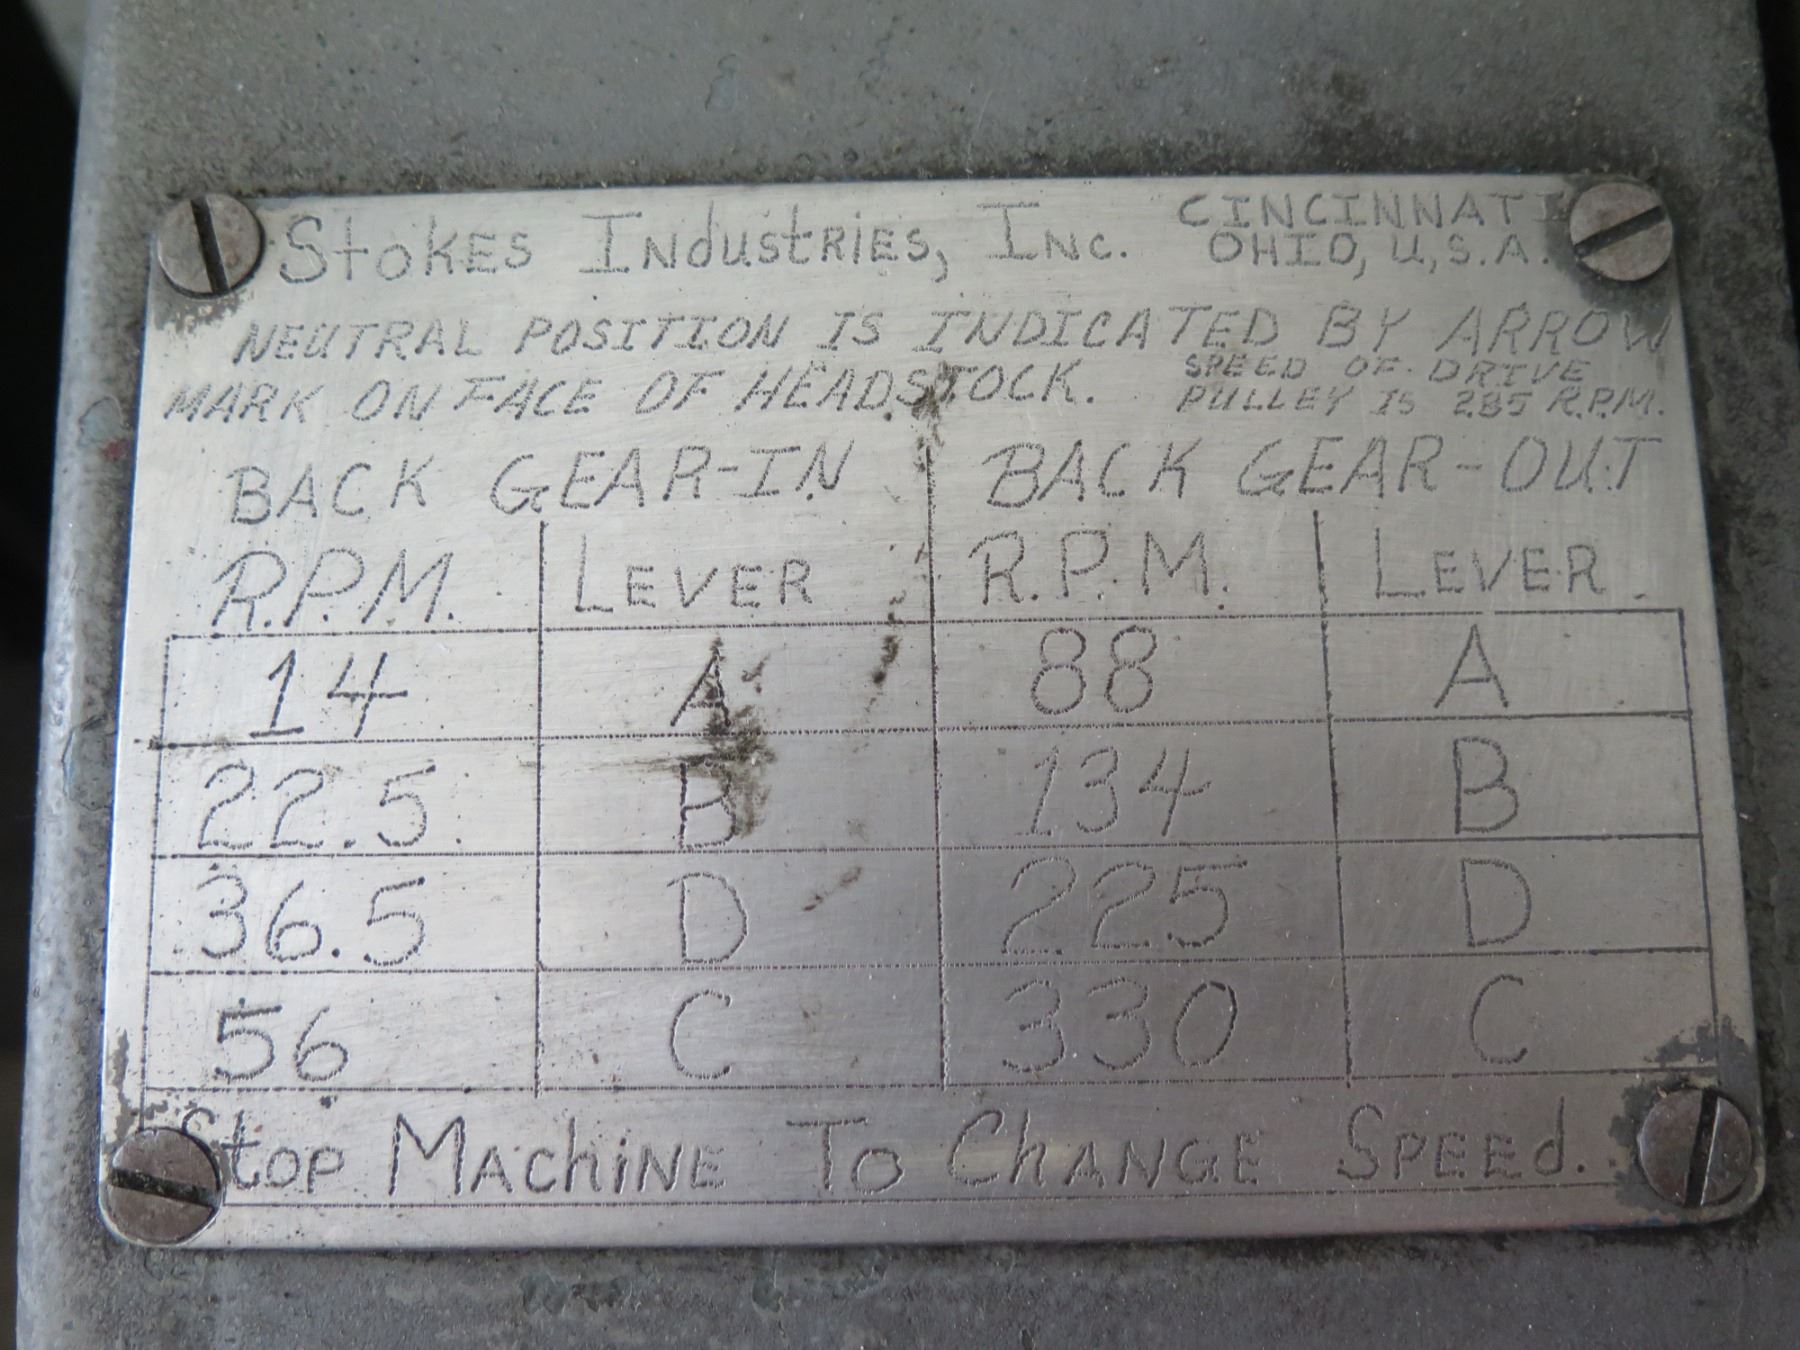 Stokes Industries, Inc. CINCINNATI
OHIO, U.S.A.
NEUTRAL POSITION IS INDICATED BY ARROW
MARK ON FACE OF HEADSTOCK. SPEED OF DRIVE
PULLEY IS 285 R.P.M.
BACK GEAR-IN BACK GEAR-OUT
R.P.M. LEVER R.P.M. LEVER
14 A 88 A
22.5 B 134 B
36.5 D 225 D
56 C 330 C
Stop Machine To Change Speed.